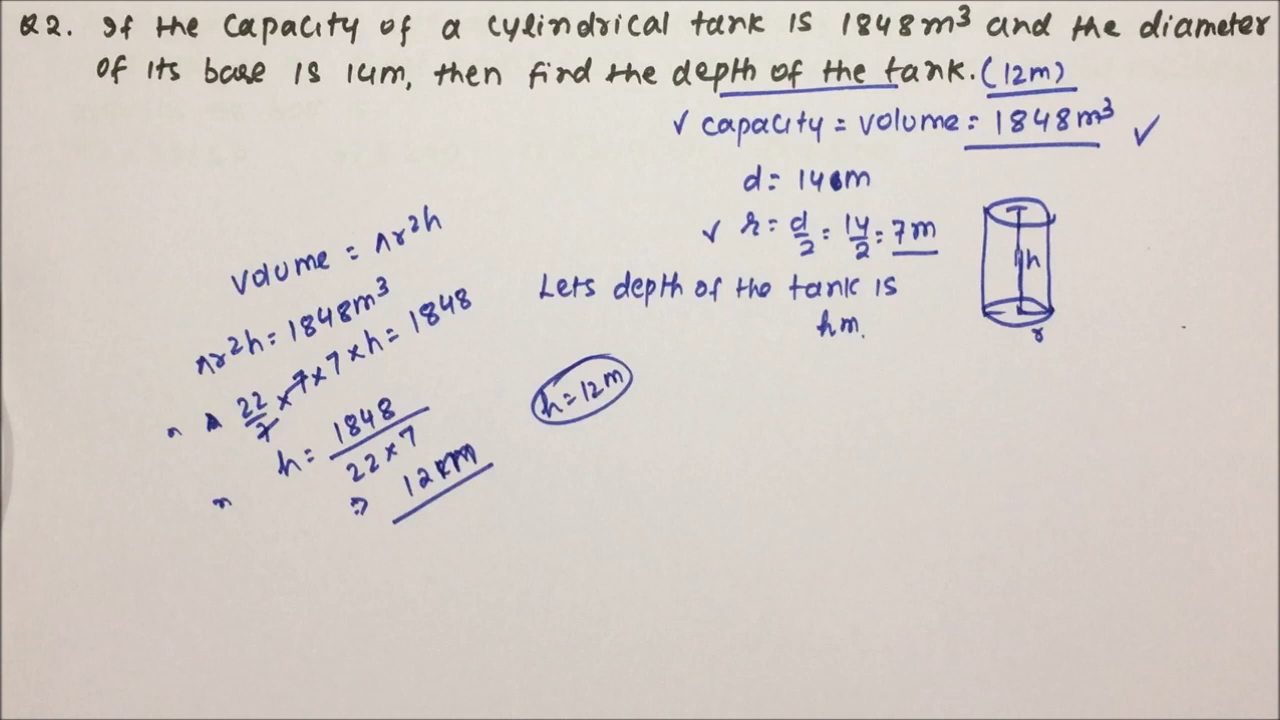 Q2. If the capacity of a cylindrical tank is 1848m³ and the diameter
of its base is 14m, then find the depth of the tank. (12m)
✓ capacity = volume = 1848m³ ✓
d = 14m
✓ r = d/2 = 14/2 = 7m
Lets depth of the tank is
hm.
h
r
volume = πr²h
πr²h = 1848m³
22/7 × 7 × 7 × h = 1848
h = 1848/22×7
⇒ 12m
h = 12m